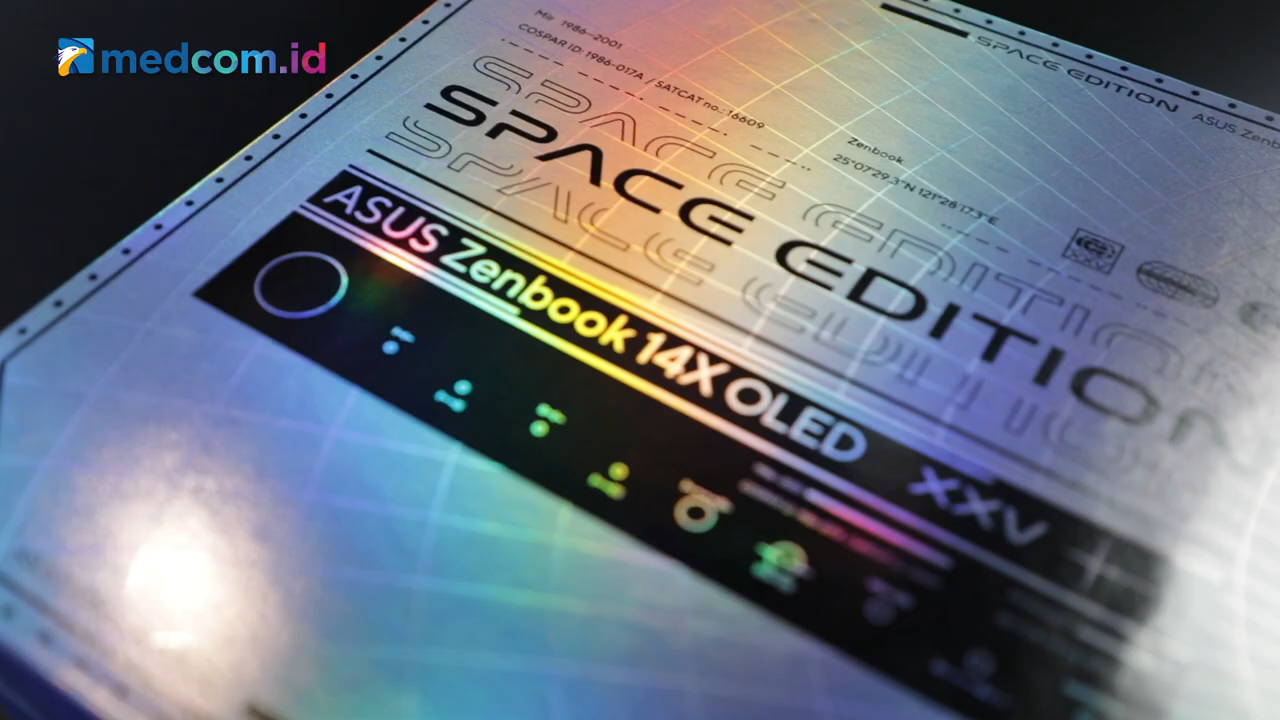 medcom.id
Mir 1986-2001
COSPAR ID: 1986-017A / SATCAT no.: 16609
SPACE EDITION
ASUS Zenb
Zenbook
25°07'29.3"N 121°28'17.3"E
SPACE EDITION
SPACE EDITION
SPACE EDITION
ASUS Zenbook 14X OLED
XXV